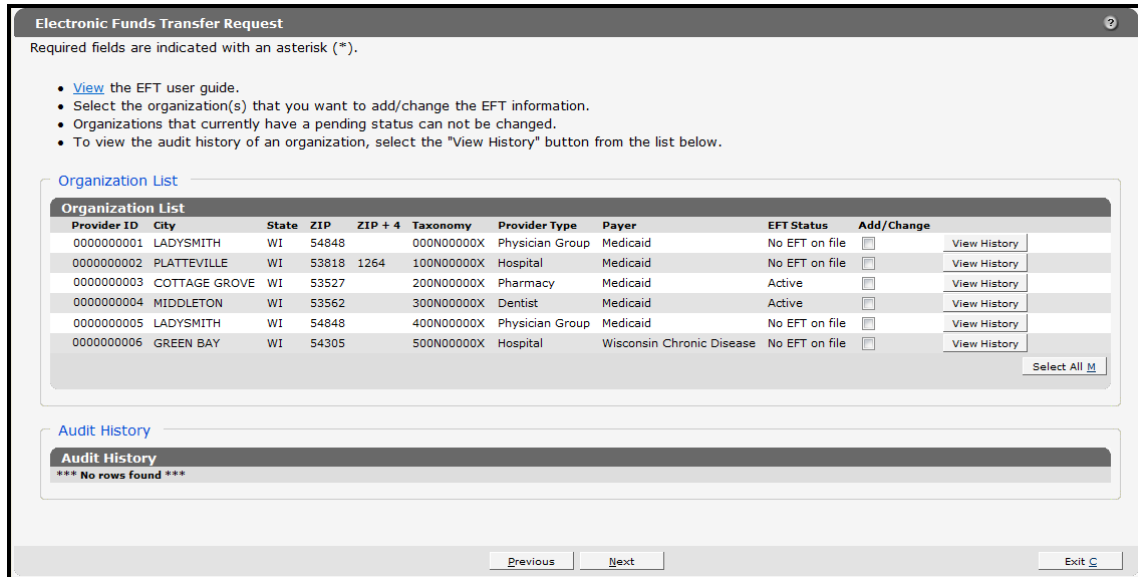 Electronic Funds Transfer Request ?
Required fields are indicated with an asterisk (*).
• View the EFT user guide.
• Select the organization(s) that you want to add/change the EFT information.
• Organizations that currently have a pending status can not be changed.
• To view the audit history of an organization, select the "View History" button from the list below.
Organization List
Organization List
Provider ID City State ZIP ZIP + 4 Taxonomy Provider Type Payer EFT Status Add/Change
0000000001 LADYSMITH WI 54848 000N00000X Physician Group Medicaid No EFT on file View History
0000000002 PLATTEVILLE WI 53818 1264 100N00000X Hospital Medicaid No EFT on file View History
0000000003 COTTAGE GROVE WI 53527 200N00000X Pharmacy Medicaid Active View History
0000000004 MIDDLETON WI 53562 300N00000X Dentist Medicaid Active View History
0000000005 LADYSMITH WI 54848 400N00000X Physician Group Medicaid No EFT on file View History
0000000006 GREEN BAY WI 54305 500N00000X Hospital Wisconsin Chronic Disease No EFT on file View History
Select All M
Audit History
Audit History
*** No rows found ***
Previous Next Exit C